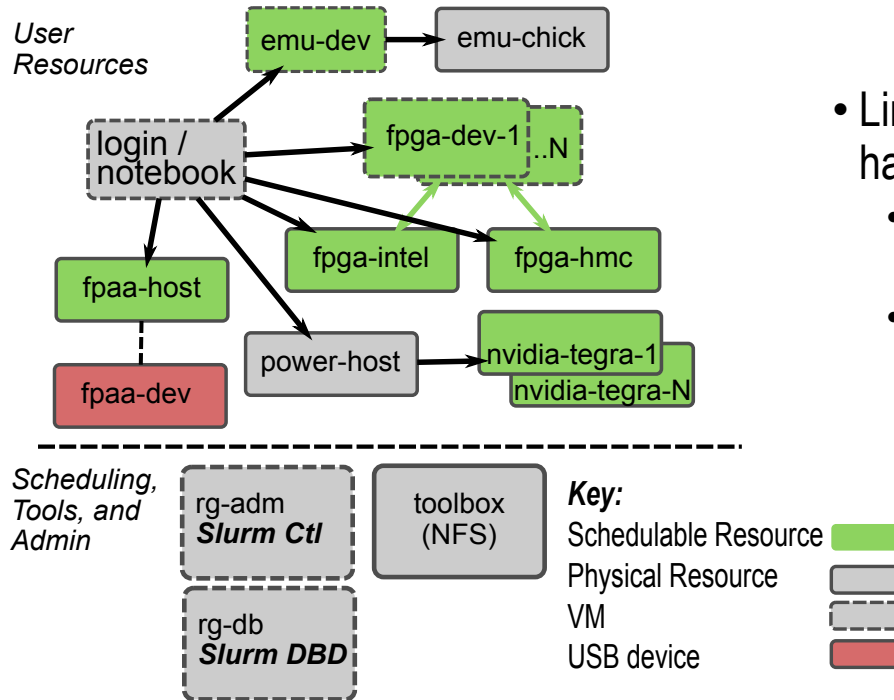 User
Resources
emu-dev
emu-chick
login /
notebook
fpga-dev-1
..N
fpga-intel
fpga-hmc
fpaa-host
power-host
nvidia-tegra-1
nvidia-tegra-N
fpaa-dev
Scheduling,
Tools, and
Admin
rg-adm
Slurm Ctl
toolbox
(NFS)
rg-db
Slurm DBD
Key:
Schedulable Resource
Physical Resource
VM
USB device
•
ha
•
•